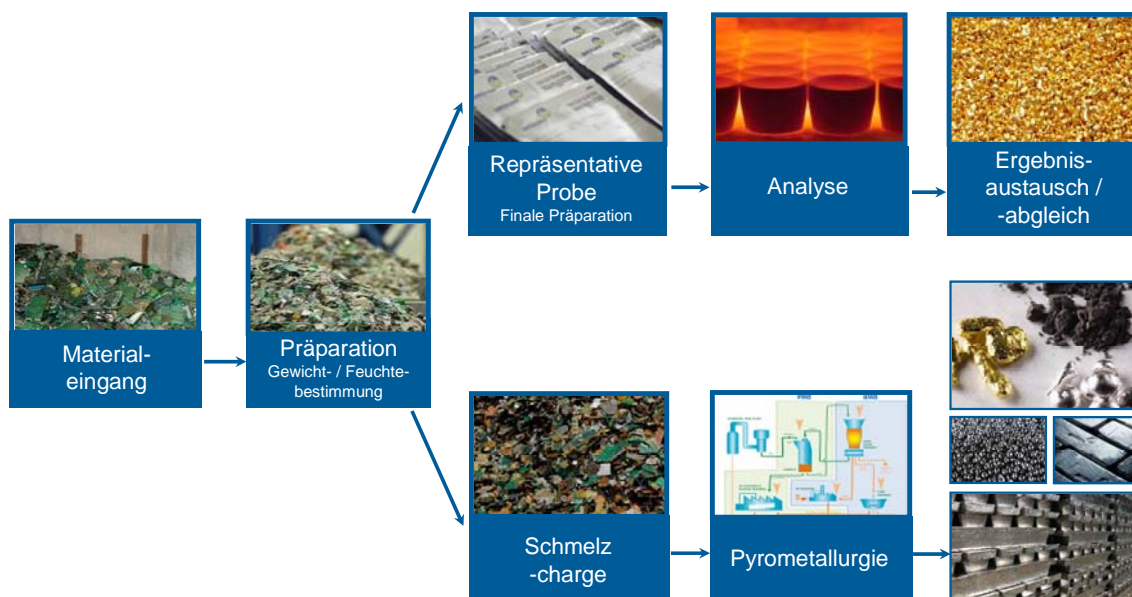 Material-
eingang
Präparation
Gewicht- / Feuchte-
bestimmung
Repräsentative
Probe
Finale Präparation
Analyse
Ergebnis-
austausch /
-abgleich
Schmelz
-charge
Pyrometallurgie